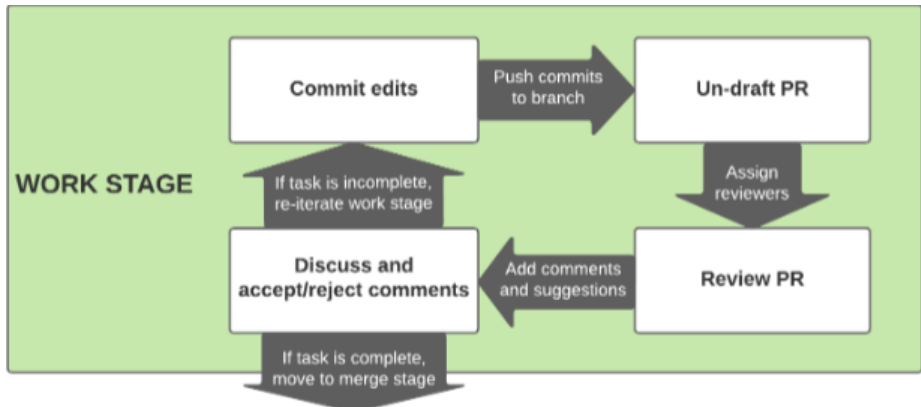 WORK STAGE
Commit edits
Push commits
to branch
Un-draft PR
Assign
reviewers
Review PR
Add comments
and suggestions
Discuss and
accept/reject comments
If task is incomplete,
re-iterate work stage
If task is complete,
move to merge stage